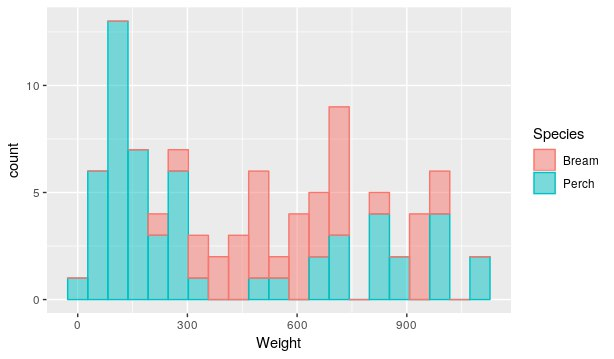 10
5
0
0 300 600 900
count
Weight
Species
Bream
Perch